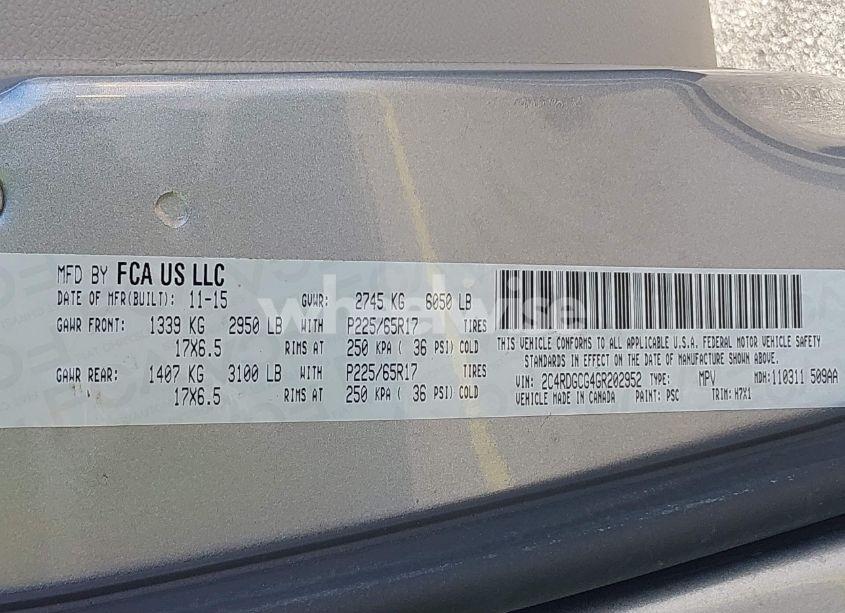 MFD BY FCA US LLC
DATE OF MFR(BUILT): 11-15 GVWR: 2745 KG 6050 LB
GAWR FRONT: 1339 KG 2950 LB WITH P225/65R17 TIRES
17X6.5 RIMS AT 250 KPA ( 36 PSI) COLD
GAWR REAR: 1407 KG 3100 LB WITH P225/65R17 TIRES
17X6.5 RIMS AT 250 KPA ( 36 PSI) COLD
THIS VEHICLE CONFORMS TO ALL APPLICABLE U.S.A. FEDERAL MOTOR VEHICLE SAFETY
STANDARDS IN EFFECT ON THE DATE OF MANUFACTURE SHOWN ABOVE.
VIN: 2C4RDGCG4GR202952 TYPE: MPV MDH: 110311 509AA
VEHICLE MADE IN CANADA PAINT: PSC TRIM: H7X1
wheelwise